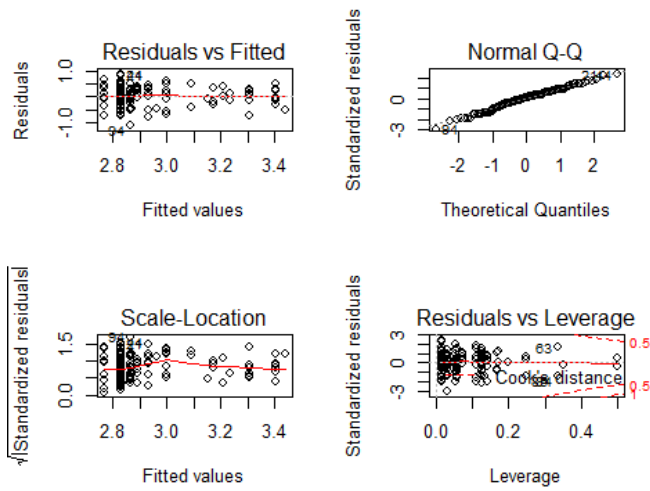 Residuals vs Fitted
Residuals
1.0
-1.0
94
2.8 3.0 3.2 3.4
Fitted values
Normal Q-Q
Standardized residuals
0
-3
94
-2 -1 0 1 2
Theoretical Quantiles
Scale-Location
√|Standardized residuals|
1.5
0.0
2.8 3.0 3.2 3.4
Fitted values
Residuals vs Leverage
Standardized residuals
3
0
-3
63
Cook's distance
0.5
0.5
1
0.0 0.2 0.4
Leverage